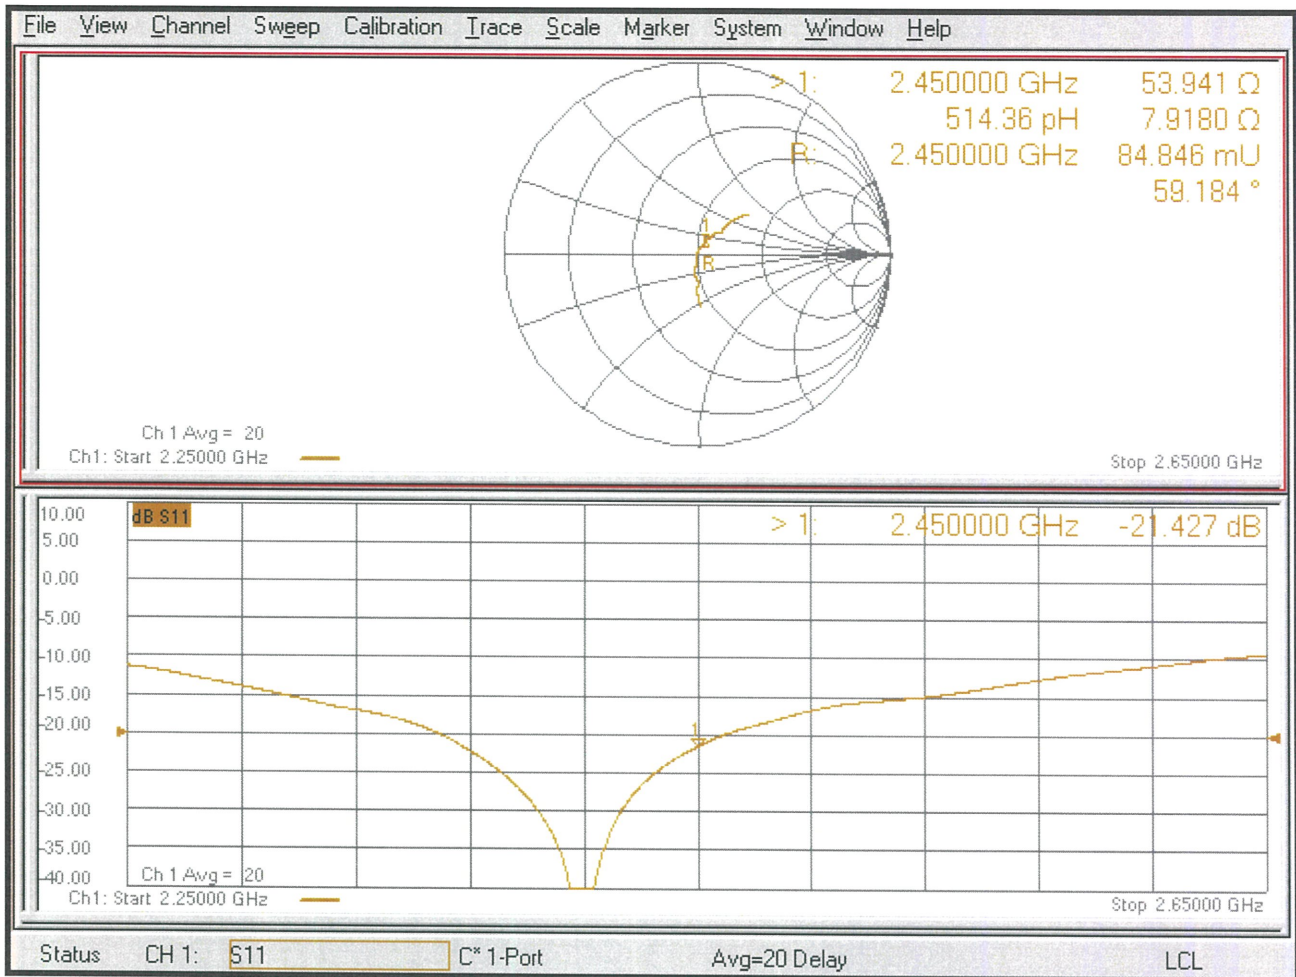 File View Channel Sweep Calibration Trace Scale Marker System Window Help
> 1: 2.450000 GHz 53.941 Ω
514.36 pH 7.9180 Ω
R: 2.450000 GHz 84.846 mU
59.184 °
1
R
Ch 1 Avg = 20
Ch1: Start 2.25000 GHz
Stop 2.65000 GHz
10.00
dB S11
> 1: 2.450000 GHz -21.427 dB
5.00
0.00
-5.00
-10.00
-15.00
-20.00
1
-25.00
-30.00
-35.00
-40.00
Ch 1 Avg = 20
Ch1: Start 2.25000 GHz
Stop 2.65000 GHz
Status CH 1: S11 C* 1-Port Avg=20 Delay LCL